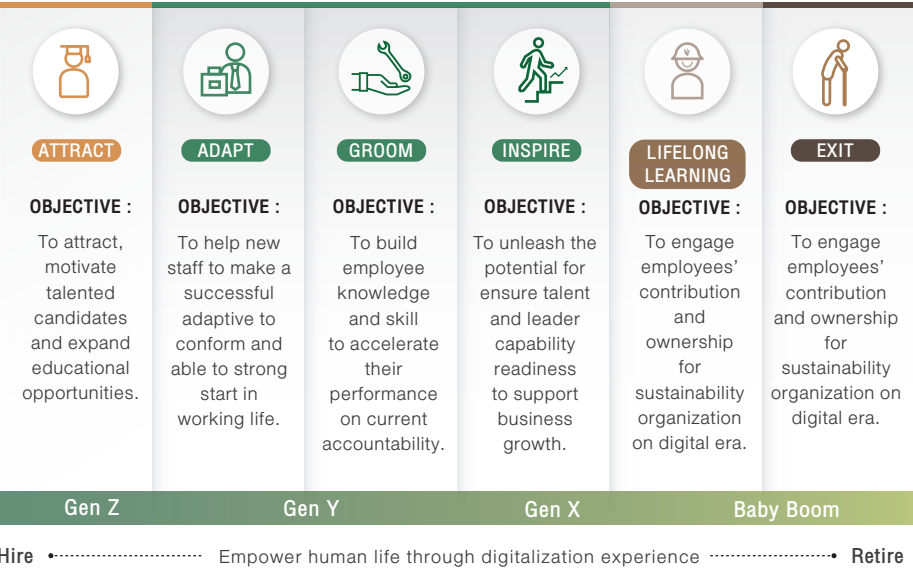 ATTRACT
OBJECTIVE :
To attract,
motivate
talented
candidates
and expand
educational
opportunities.
ADAPT
OBJECTIVE :
To help new
staff to make a
successful
adaptive to
conform and
able to strong
start in
working life.
GROOM
OBJECTIVE :
To build
employee
knowledge
and skill
to accelerate
their
performance
on current
accountability.
INSPIRE
OBJECTIVE :
To unleash the
potential for
ensure talent
and leader
capability
readiness
to support
business
growth.
LIFELONG
LEARNING
OBJECTIVE :
To engage
employees’
contribution
and
ownership
for
sustainability
organization
on digital era.
EXIT
OBJECTIVE :
To engage
employees’
contribution
and ownership
for
sustainability
organization on
digital era.
Gen Z Gen Y Gen X Baby Boom
Hire Empower human life through digitalization experience Retire